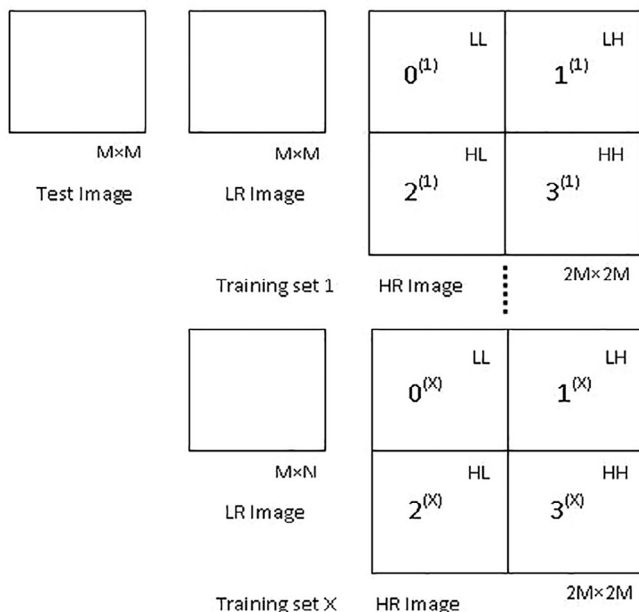 LL LH
0(1) 1(1)
M×M M×M HL HH
Test Image LR Image 2(1) 3(1)
Training set 1 HR Image 2M×2M
LL LH
0(X) 1(X)
M×N HL HH
LR Image 2(X) 3(X)
Training set X HR Image 2M×2M